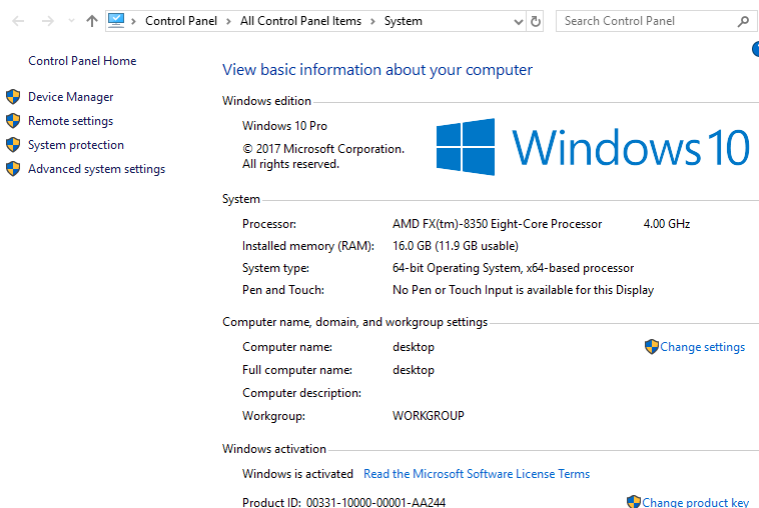 Control Panel > All Control Panel Items > System
Search Control Panel
Control Panel Home
Device Manager
Remote settings
System protection
Advanced system settings
View basic information about your computer
Windows edition
Windows 10 Pro
© 2017 Microsoft Corporation.
All rights reserved.
Windows 10
System
Processor: AMD FX(tm)-8350 Eight-Core Processor 4.00 GHz
Installed memory (RAM): 16.0 GB (11.9 GB usable)
System type: 64-bit Operating System, x64-based processor
Pen and Touch: No Pen or Touch Input is available for this Display
Computer name, domain, and workgroup settings
Computer name: desktop Change settings
Full computer name: desktop
Computer description:
Workgroup: WORKGROUP
Windows activation
Windows is activated Read the Microsoft Software License Terms
Product ID: 00331-10000-00001-AA244 Change product key